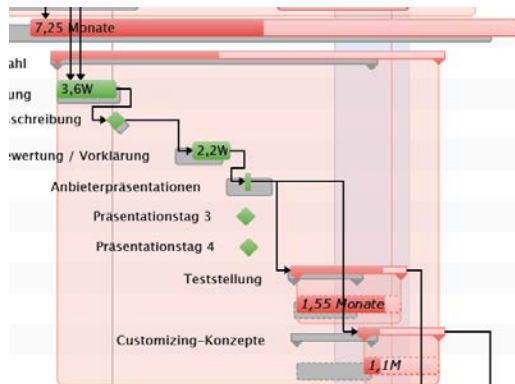 7,25 Monate
ahl
3,6W
ung
schreibung
2,2W
ewertung / Vorklärung
Anbieterpräsentationen
Präsentationstag 3
Präsentationstag 4
Teststellung
1,55 Monate
Customizing-Konzepte
1,1M